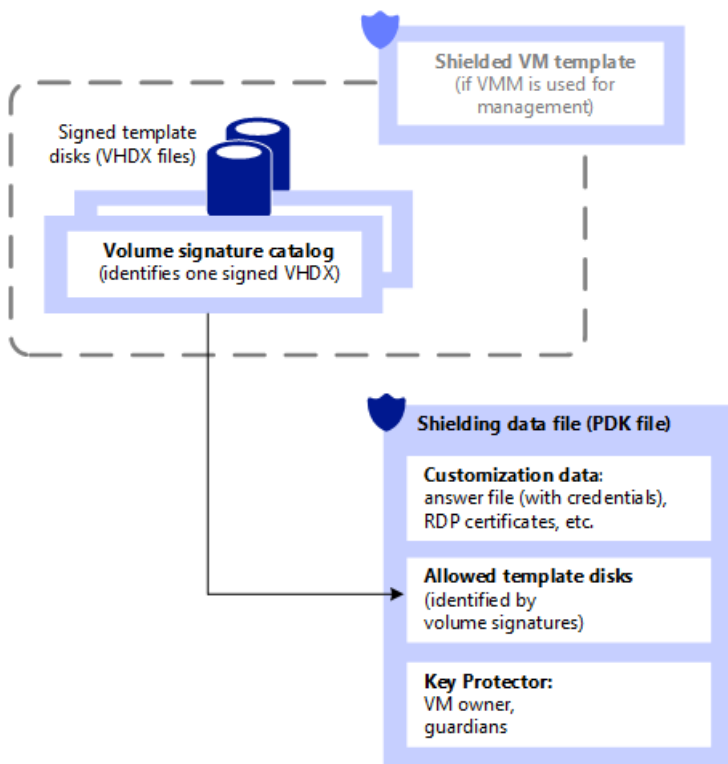 Shielded VM template
(if VMM is used for
management)
Signed template
disks (VHDX files)
Volume signature catalog
(identifies one signed VHDX)
Shielding data file (PDK file)
Customization data:
answer file (with credentials),
RDP certificates, etc.
Allowed template disks
(identified by
volume signatures)
Key Protector:
VM owner,
guardians